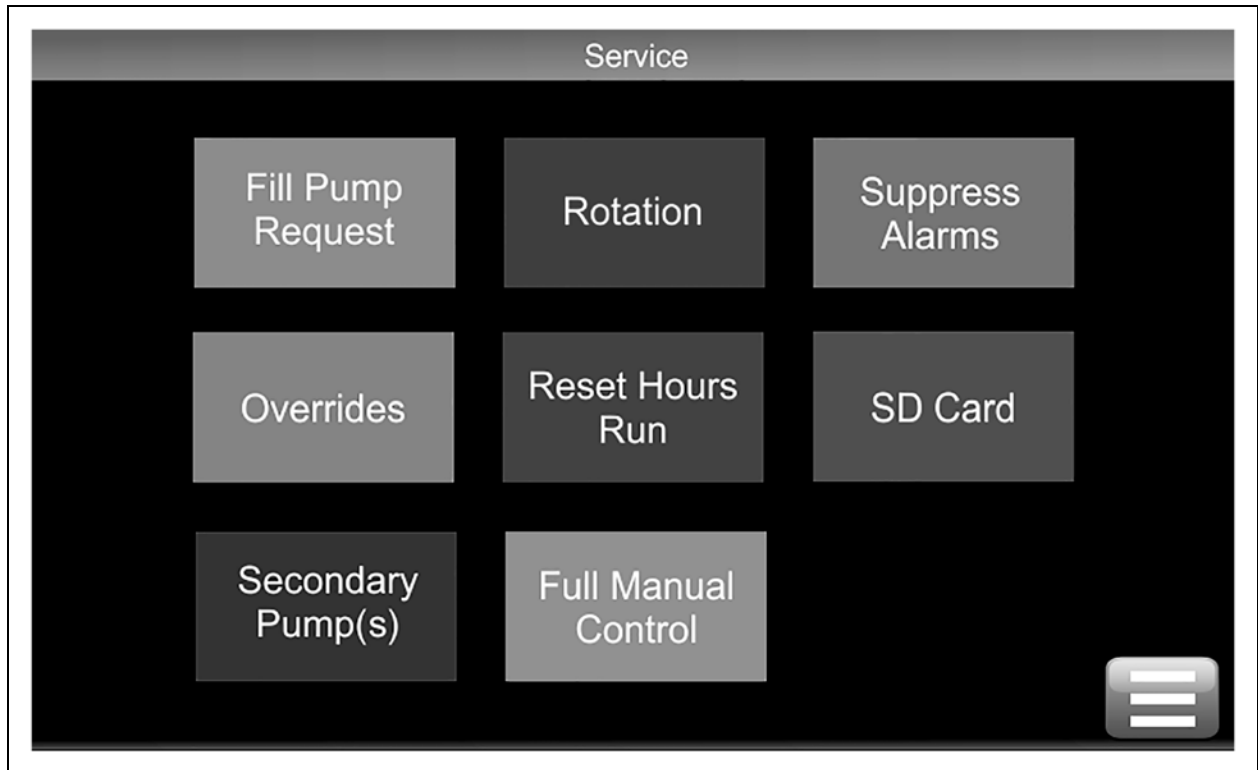 Service
Fill Pump
Request
Rotation
Suppress
Alarms
Overrides
Reset Hours
Run
SD Card
Secondary
Pump(s)
Full Manual
Control